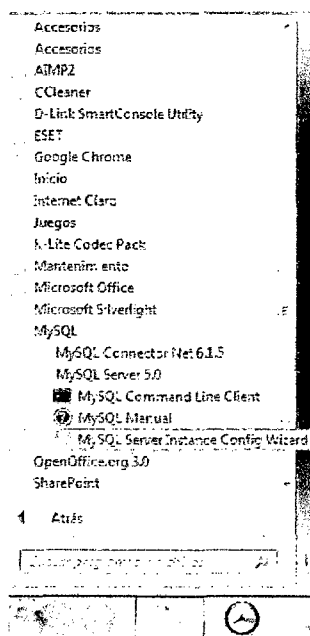 Accesorios
Accesorios
AIMP2
CCleaner
D-Link SmartConsole Utility
ESET
Google Chrome
Inicio
Internet Claro
Juegos
K-Lite Codec Pack
Mantenimiento
Microsoft Office
Microsoft Silverlight
MySQL
MySQL Connector Net 6.1.5
MySQL Server 5.0
MySQL Command Line Client
MySQL Manual
MySQL Server Instance Config Wizard
OpenOffice.org 3.0
SharePoint
Atrás